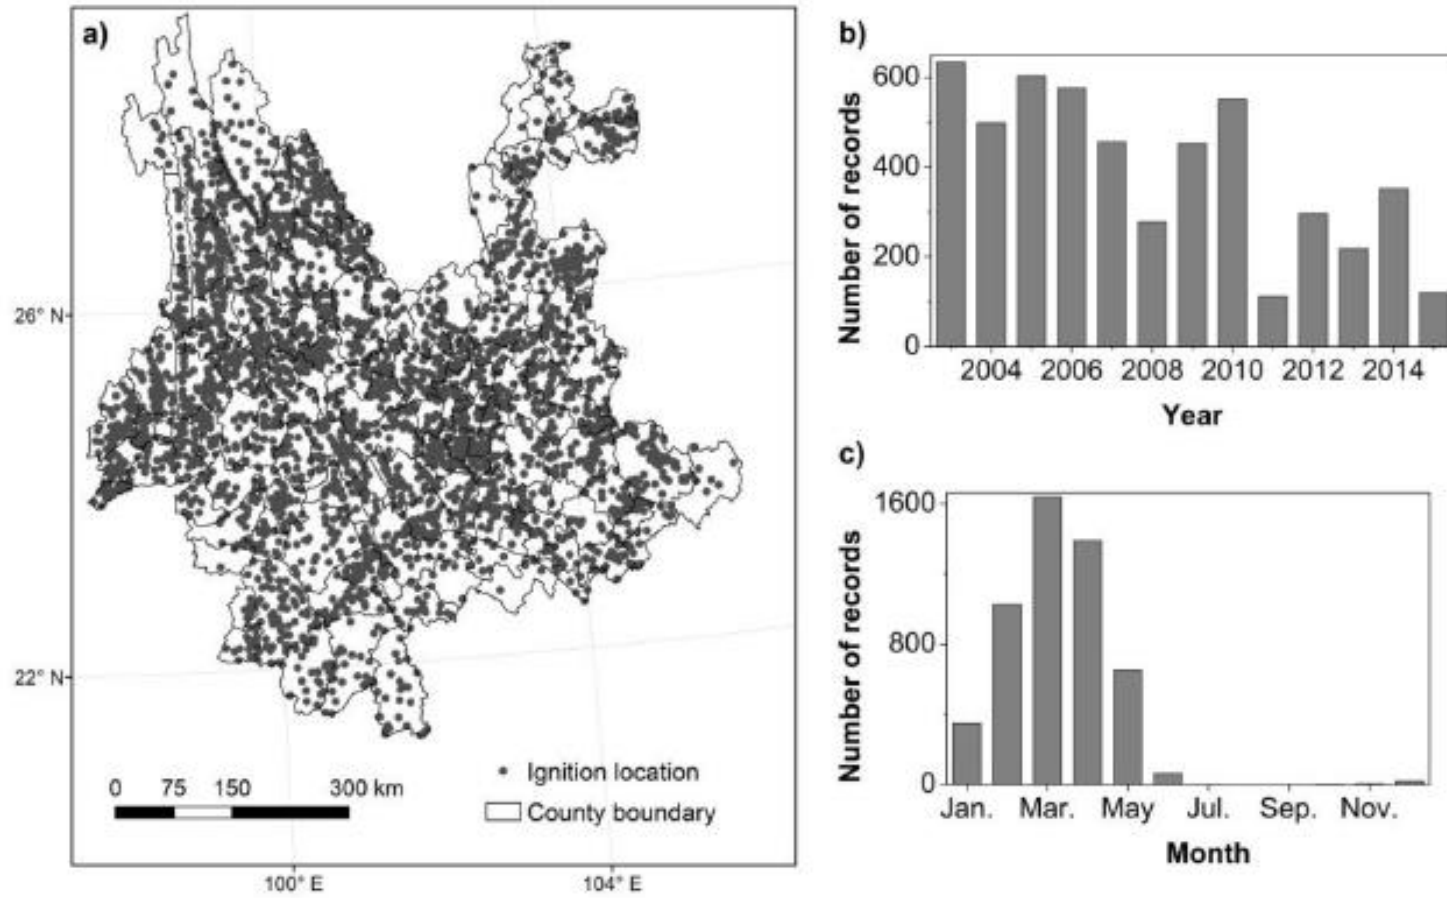 a)
26° N
22° N
0 75 150 300 km
Ignition location
County boundary
100° E 104° E
b)
Number of records
600
400
200
0
2004 2006 2008 2010 2012 2014
Year
c)
Number of records
1600
800
0
Jan. Mar. May Jul. Sep. Nov.
Month